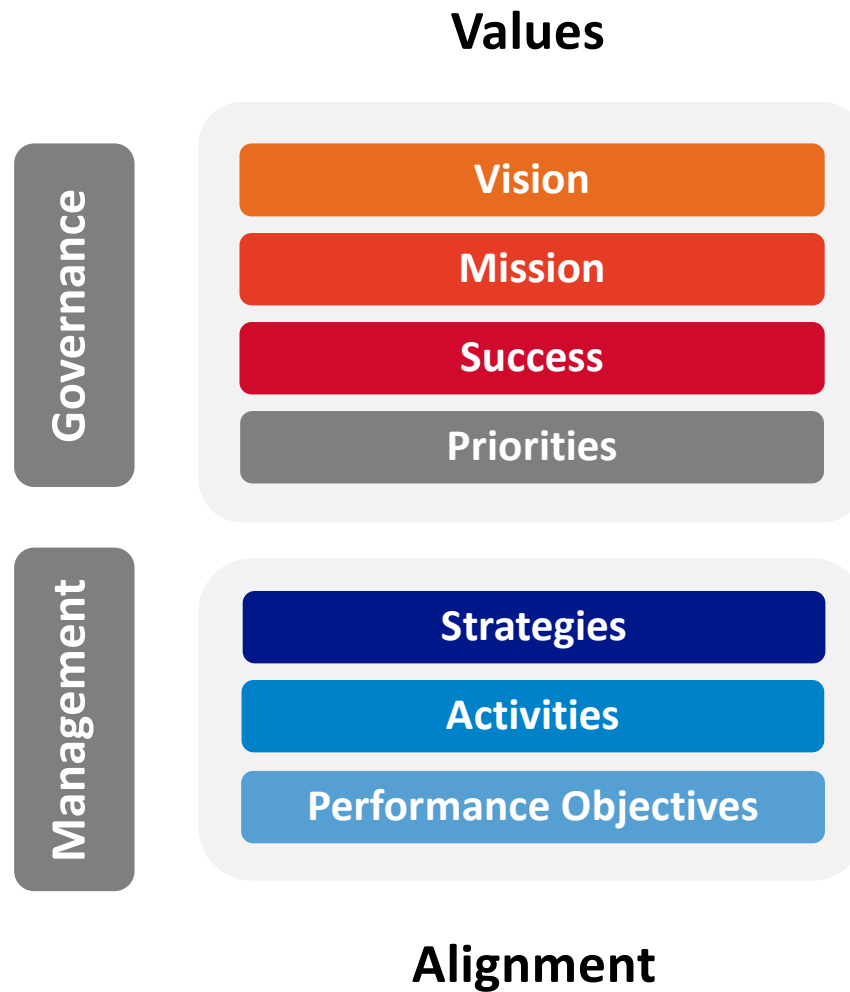 Values
Governance
Vision
Mission
Success
Priorities
Management
Strategies
Activities
Performance Objectives
Alignment